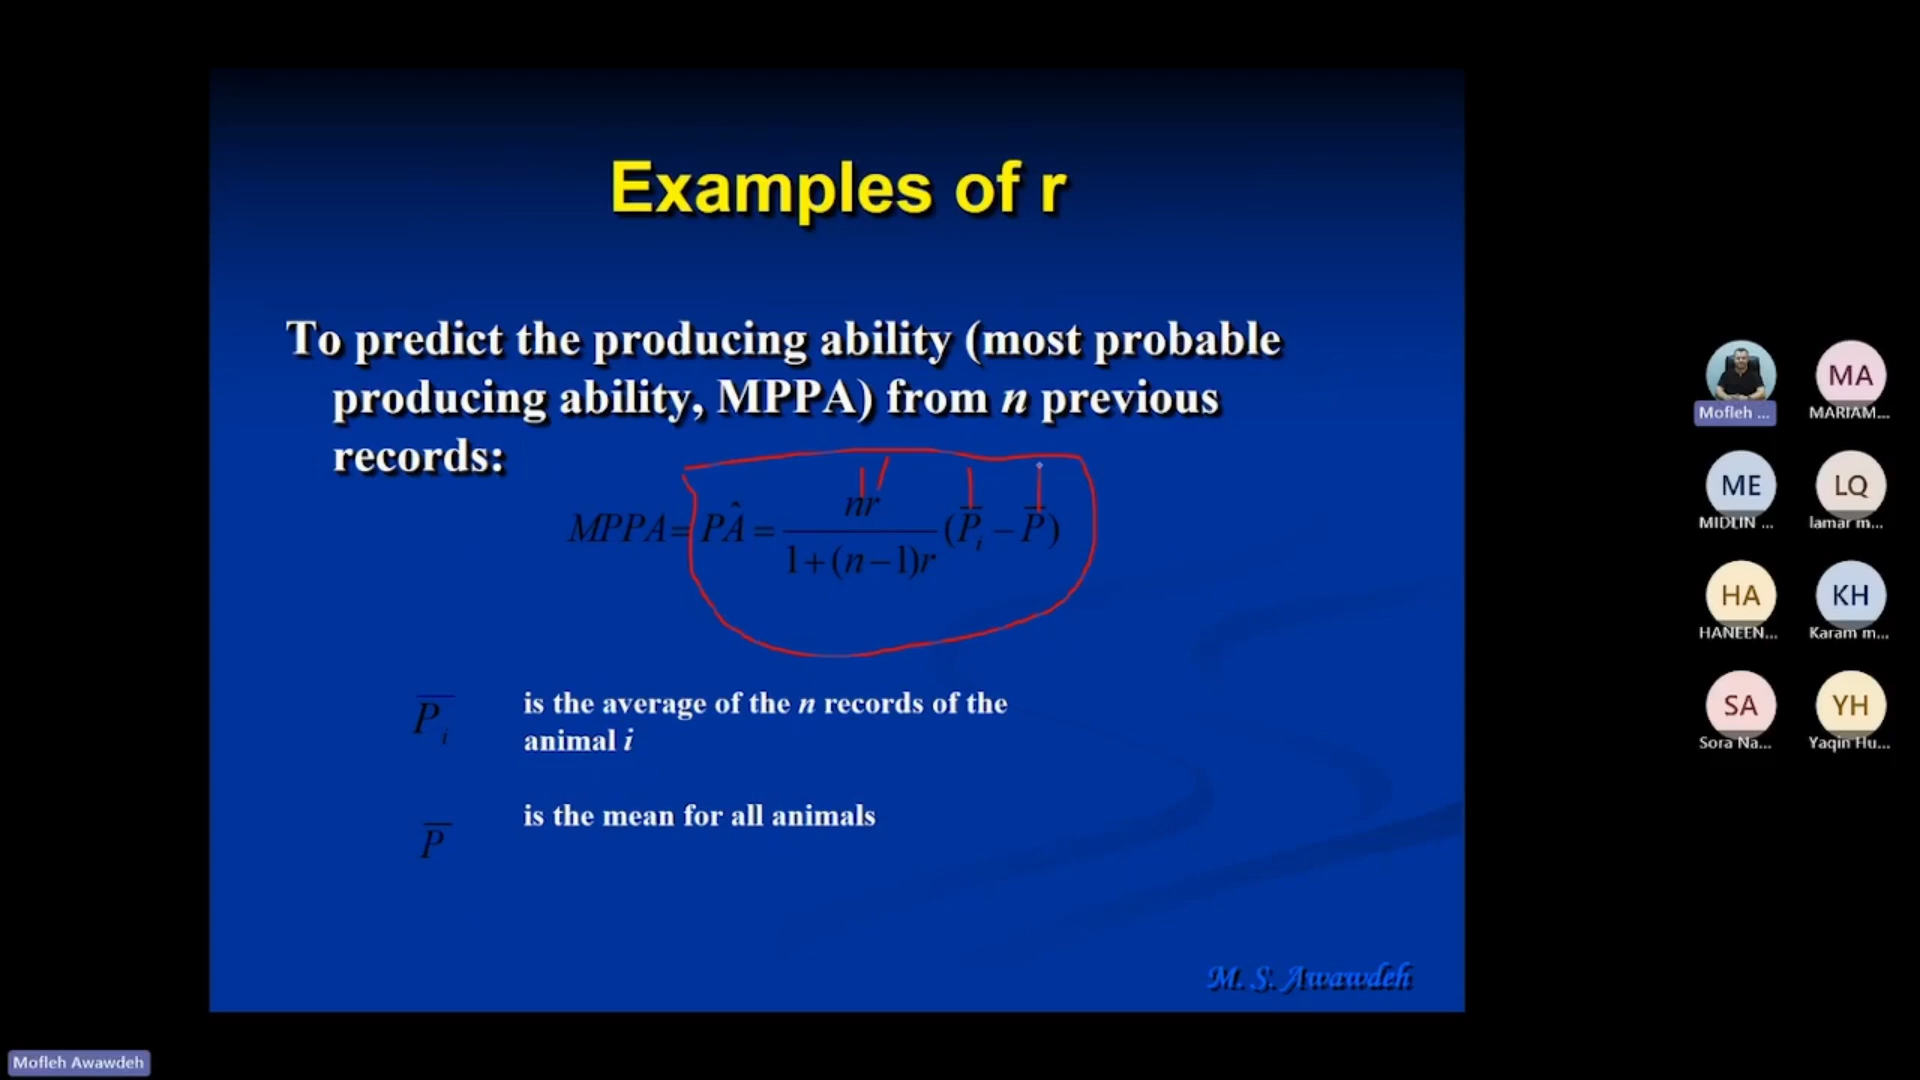 Examples of r
To predict the producing ability (most probable
producing ability, MPPA) from n previous
records:
MPPA = PÂ = nr / 1+(n−1)r (P̅i − P̅)
P̅i is the average of the n records of the
animal i
P̅ is the mean for all animals
M. S. Awawdeh
Mofleh ...
MA
MARIAM...
ME
MIDLIN ...
LQ
lamar m...
HA
HANEEN...
KH
Karam m...
SA
Sora Na...
YH
Yaqin Hu...
Mofleh Awawdeh